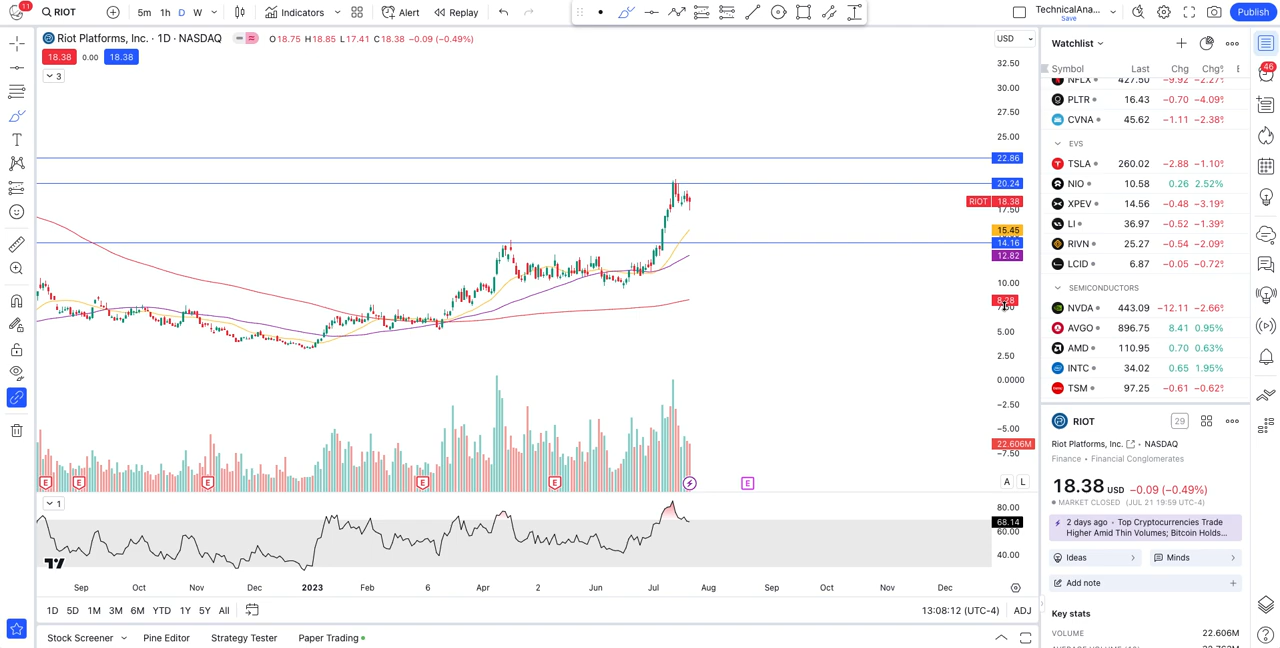 11
RIOT
5m 1h D W
Indicators
Alert
Replay
TechnicalAna...
Save
Publish
Riot Platforms, Inc. · 1D · NASDAQ
O18.75 H18.85 L17.41 C18.38 −0.09 (−0.49%)
18.38 0.00 18.38
3
USD
32.50
30.00
27.50
25.00
22.86
20.24
RIOT 18.38
17.50
15.45
14.16
12.82
10.00
8.28
5.00
2.50
0.0000
−2.50
−5.00
22.606M
−7.50
E E E E E E
A L
1
80.00
68.14
60.00
40.00
Sep Oct Nov Dec 2023 Feb 6 Apr 2 Jun Jul Aug Sep Oct Nov Dec
1D 5D 1M 3M 6M YTD 1Y 5Y All
13:08:12 (UTC-4) ADJ
Stock Screener Pine Editor Strategy Tester Paper Trading
Watchlist
Symbol Last Chg Chg%
NFLX 427.50 −9.92 −2.27%
PLTR 16.43 −0.70 −4.09%
CVNA 45.62 −1.11 −2.38%
EVS
TSLA 260.02 −2.88 −1.10%
NIO 10.58 0.26 2.52%
XPEV 14.56 −0.48 −3.19%
LI 36.97 −0.52 −1.39%
RIVN 25.27 −0.54 −2.09%
LCID 6.87 −0.05 −0.72%
SEMICONDUCTORS
NVDA 443.09 −12.11 −2.66%
AVGO 896.75 8.41 0.95%
AMD 110.95 0.70 0.63%
INTC 34.02 0.65 1.95%
TSM 97.25 −0.61 −0.62%
RIOT
29
Riot Platforms, Inc. • NASDAQ
Finance • Financial Conglomerates
18.38 USD −0.09 (−0.49%)
MARKET CLOSED (JUL 21 19:59 UTC-4)
2 days ago • Top Cryptocurrencies Trade
Higher Amid Thin Volumes; Bitcoin Holds...
Ideas
Minds
Add note
Key stats
VOLUME 22.606M
46